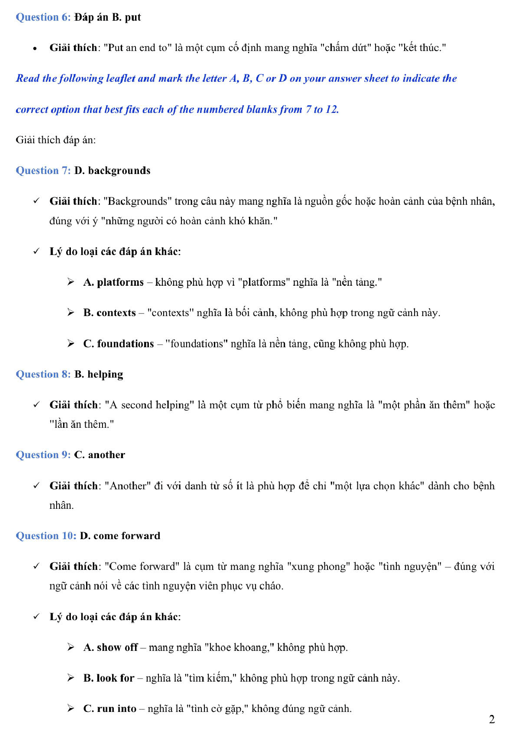 Question 6: Đáp án B. put
• Giải thích: "Put an end to" là một cụm cố định mang nghĩa "chấm dứt" hoặc "kết thúc."
Read the following leaflet and mark the letter A, B, C or D on your answer sheet to indicate the
correct option that best fits each of the numbered blanks from 7 to 12.
Giải thích đáp án:
Question 7: D. backgrounds
✓ Giải thích: "Backgrounds" trong câu này mang nghĩa là nguồn gốc hoặc hoàn cảnh của bệnh nhân,
đúng với ý "những người có hoàn cảnh khó khăn."
✓ Lý do loại các đáp án khác:
➢ A. platforms – không phù hợp vì "platforms" nghĩa là "nền tảng."
➢ B. contexts – "contexts" nghĩa là bối cảnh, không phù hợp trong ngữ cảnh này.
➢ C. foundations – "foundations" nghĩa là nền tảng, cũng không phù hợp.
Question 8: B. helping
✓ Giải thích: "A second helping" là một cụm từ phổ biến mang nghĩa là "một phần ăn thêm" hoặc
"lần ăn thêm."
Question 9: C. another
✓ Giải thích: "Another" đi với danh từ số ít là phù hợp để chỉ "một lựa chọn khác" dành cho bệnh
nhân.
Question 10: D. come forward
✓ Giải thích: "Come forward" là cụm từ mang nghĩa "xung phong" hoặc "tình nguyện" – đúng với
ngữ cảnh nói về các tình nguyện viên phục vụ cháo.
✓ Lý do loại các đáp án khác:
➢ A. show off – mang nghĩa "khoe khoang," không phù hợp.
➢ B. look for – nghĩa là "tìm kiếm," không phù hợp trong ngữ cảnh này.
➢ C. run into – nghĩa là "tình cờ gặp," không đúng ngữ cảnh.
2